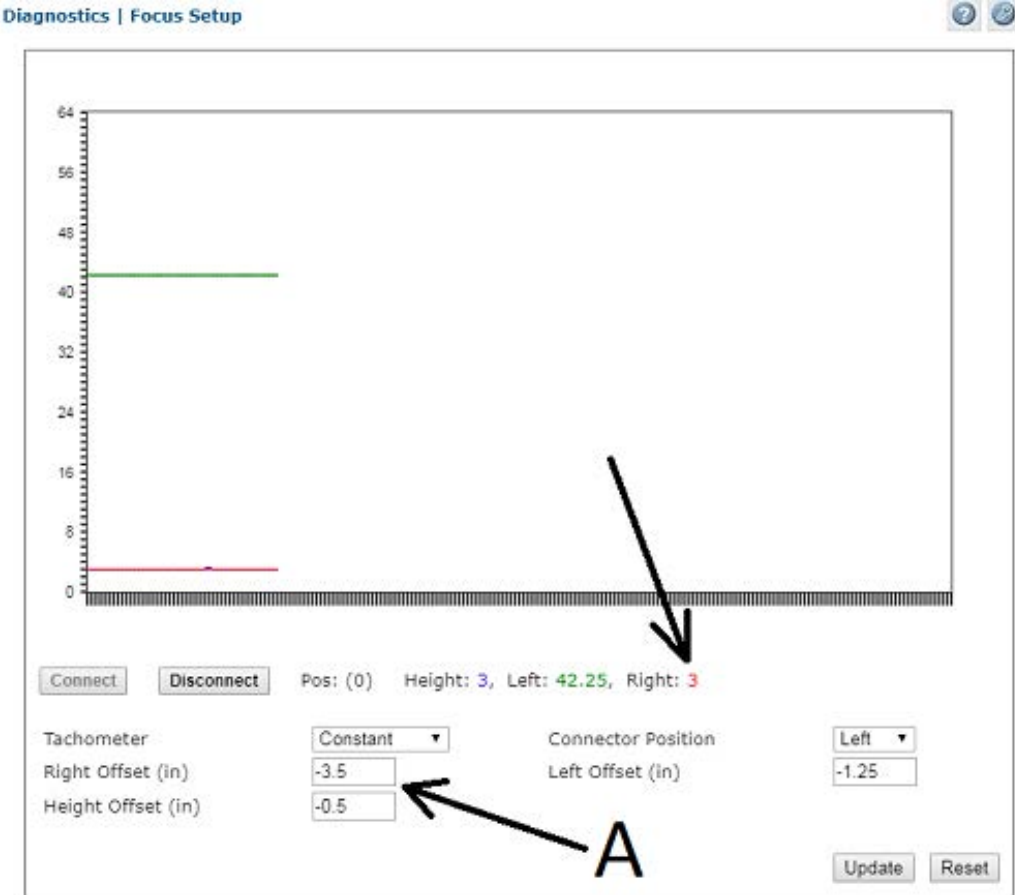 Diagnostics | Focus Setup
64
56
48
40
32
24
16
8
0
Connect Disconnect Pos: (0) Height: 3, Left: 42.25, Right: 3
Tachometer Constant Connector Position Left
Right Offset (in) -3.5 Left Offset (in) -1.25
Height Offset (in) -0.5
A
Update Reset